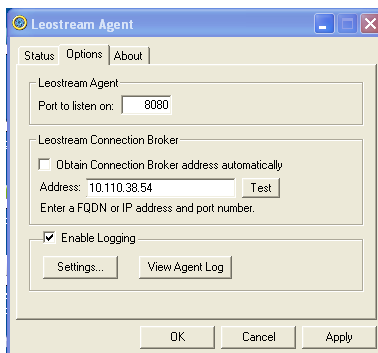 Leostream Agent
Status Options About
Leostream Agent
Port to listen on: 8080
Leostream Connection Broker
Obtain Connection Broker address automatically
Address: 10.110.38.54 Test
Enter a FQDN or IP address and port number.
Enable Logging
Settings... View Agent Log
OK Cancel Apply